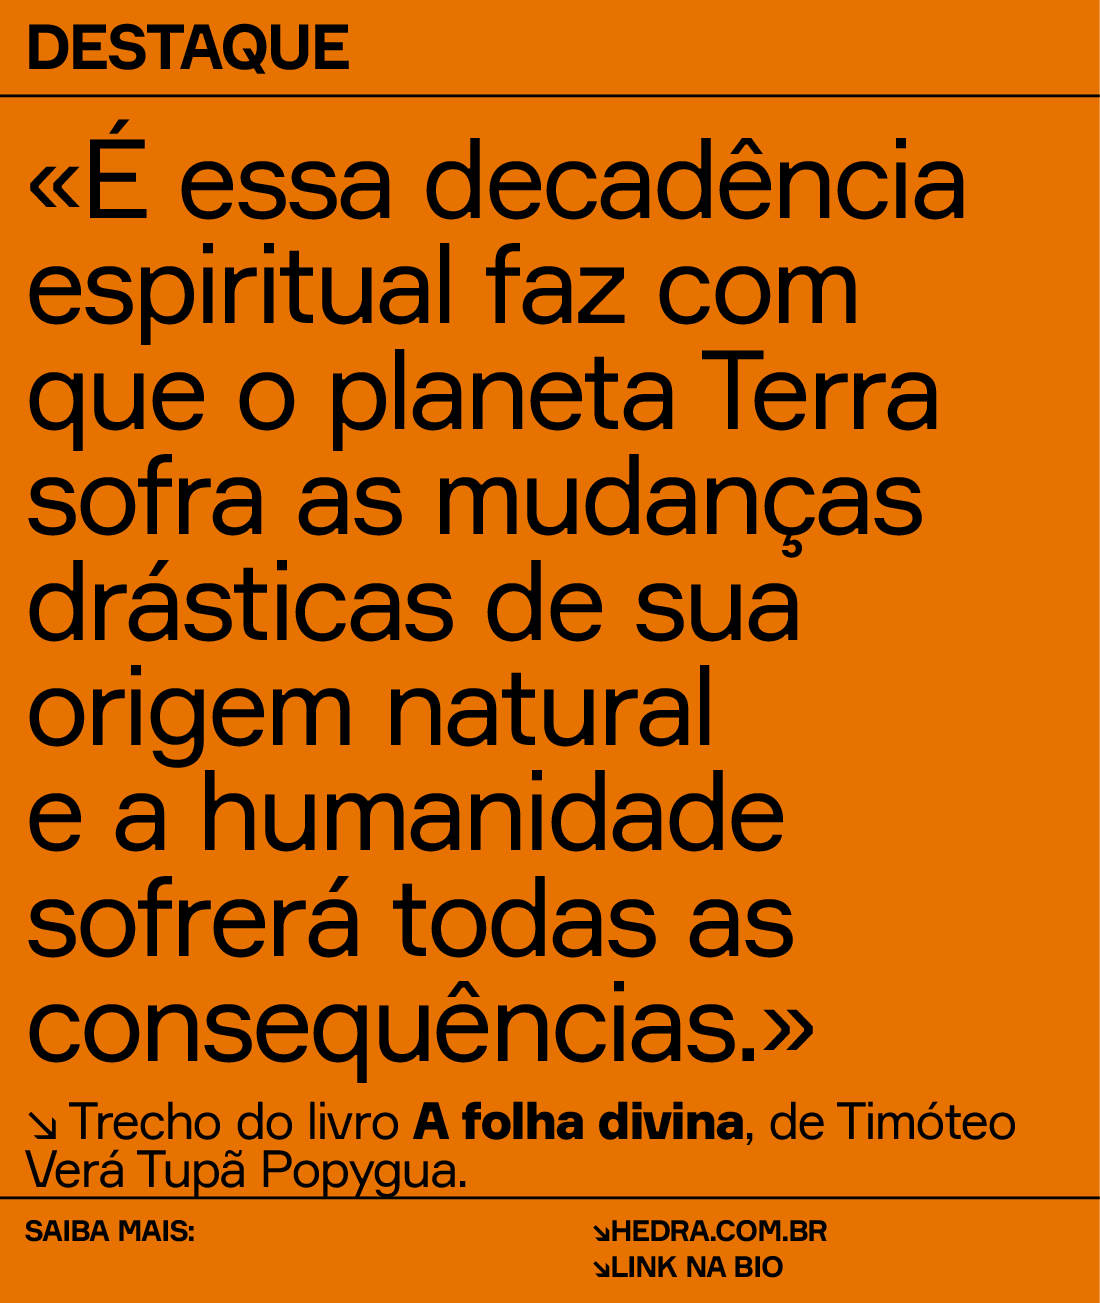 DESTAQUE
«É essa decadência
espiritual faz com
que o planeta Terra
sofra as mudanças
drásticas de sua
origem natural
e a humanidade
sofrerá todas as
consequências.»
↘ Trecho do livro A folha divina, de Timóteo
Verá Tupã Popygua.
SAIBA MAIS:
↘HEDRA.COM.BR
↘LINK NA BIO